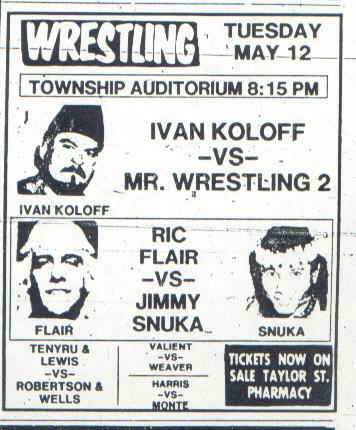 WRESTLING
TUESDAY
MAY 12
TOWNSHIP AUDITORIUM 8:15 PM
IVAN KOLOFF
-VS-
MR. WRESTLING 2
IVAN KOLOFF
RIC
FLAIR
-VS-
JIMMY
SNUKA
FLAIR
SNUKA
TENYRU &
LEWIS
-VS-
ROBERTSON &
WELLS
VALIENT
-VS-
WEAVER
HARRIS
-VS-
MONTE
TICKETS NOW ON
SALE TAYLOR ST.
PHARMACY